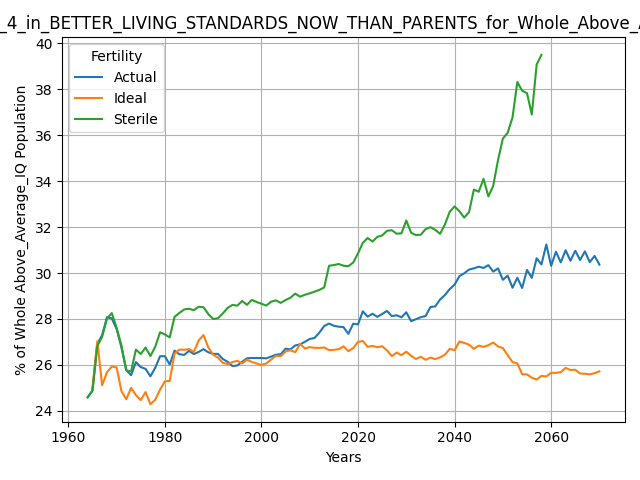 _4_in_BETTER_LIVING_STANDARDS_NOW_THAN_PARENTS_for_Whole_Above_
Fertility
Actual
Ideal
Sterile
% of Whole Above_Average_IQ Population
40
38
36
34
32
30
28
26
24
1960
1980
2000
2020
2040
2060
Years